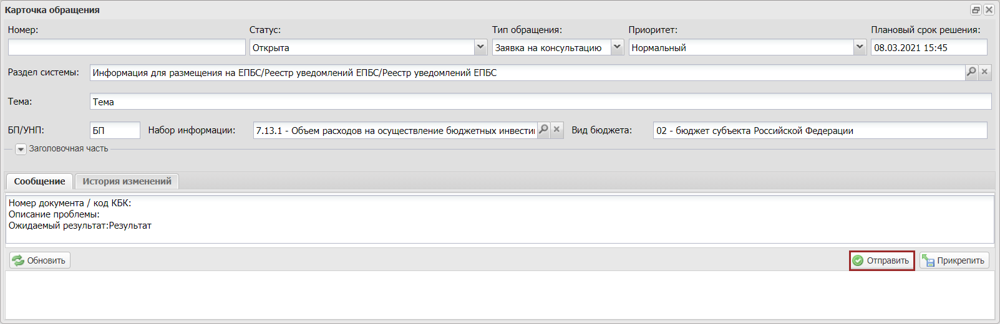 Карточка обращения
Номер: Статус: Тип обращения: Приоритет: Плановый срок решения:
Открыта Заявка на консультацию Нормальный 08.03.2021 15:45
Раздел системы: Информация для размещения на ЕПБС/Реестр уведомлений ЕПБС/Реестр уведомлений ЕПБС
Тема: Тема
БП/УНП: БП Набор информации: 7.13.1 - Объем расходов на осуществление бюджетных инвести Вид бюджета: 02 - бюджет субъекта Российской Федерации
Заголовочная часть
Сообщение История изменений
Номер документа / код КБК:
Описание проблемы:
Ожидаемый результат:Результат
Обновить Отправить Прикрепить